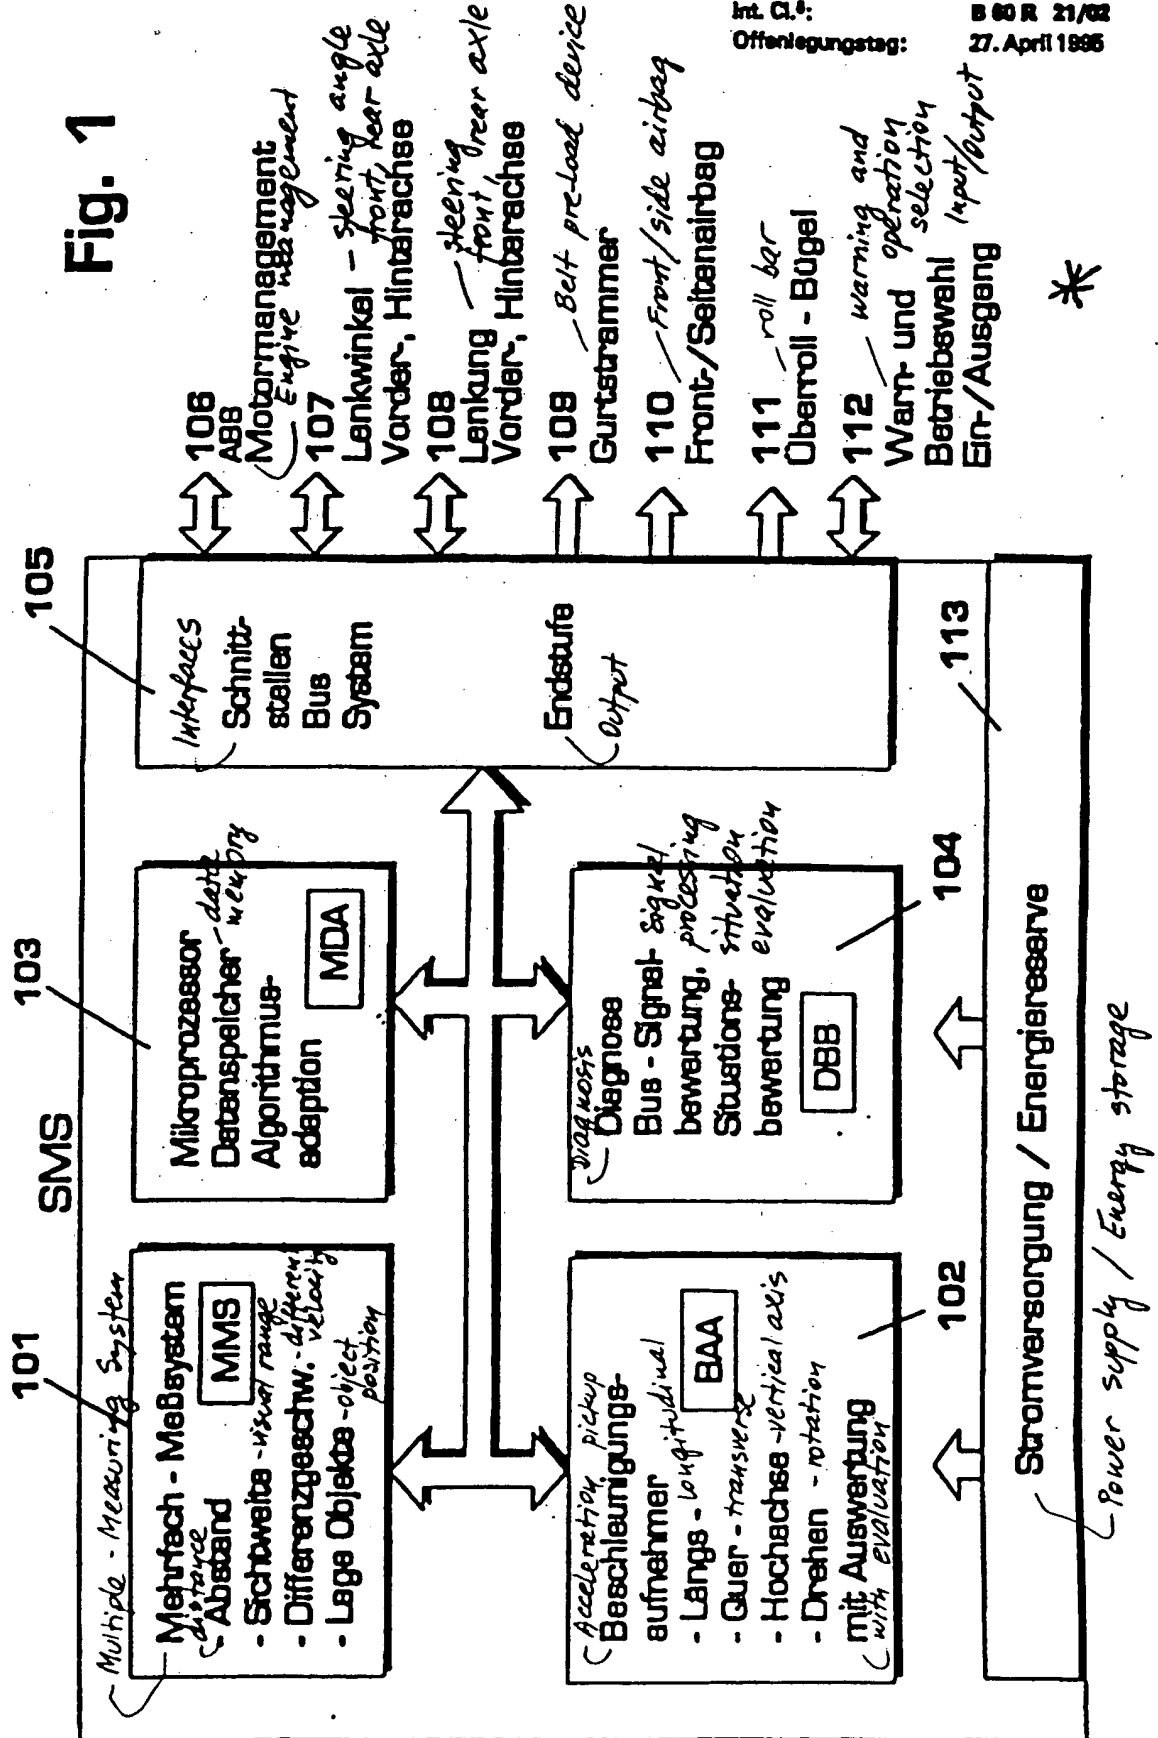 Int. Cl.⁶:
B 60 R 21/02
Offenlegungstag:
27. April 1995
Fig. 1
SMS
101
Multiple - Measuring System
Mehrfach - Meßsystem
distance
- Abstand
MMS
- Sichtweite - visual range
- Differenzgeschw. - different
velocity
- Lage Objekte - object
position
103
Mikroprozessor
Datenspeicher - data
memory
Algorithmus-
adaption
MDA
105
Interfaces
Schnitt-
stellen
Bus
System
Endstufe
Output
106
ABS
Motormanagement
Engine management
107
Lenkwinkel - steering angle
front, rear axle
Vorder-, Hinterachse
108
Lenkung - steering
front, rear axle
Vorder-, Hinterachse
109
Gurtstrammer
Belt pre-load device
110
Front/side airbag
Front-/Seitenairbag
111
roll bar
Überroll - Bügel
112
warning and
Warn- und operation
selection
Betriebswahl
Input/Output
Ein-/Ausgang
*
Acceleration pickup
Beschleunigungs-
aufnehmer
- Längs - longitudinal
BAA
- Quer - transverse
- Hochachse - vertical axis
- Drehen - rotation
mit Auswertung
with evaluation
102
Diagnosis
Diagnose
Bus - Signal- signal
bewertung, processing
Situations- situation
bewertung evaluation
DBB
104
113
Stromversorgung / Energiereserve
Power supply / Energy storage